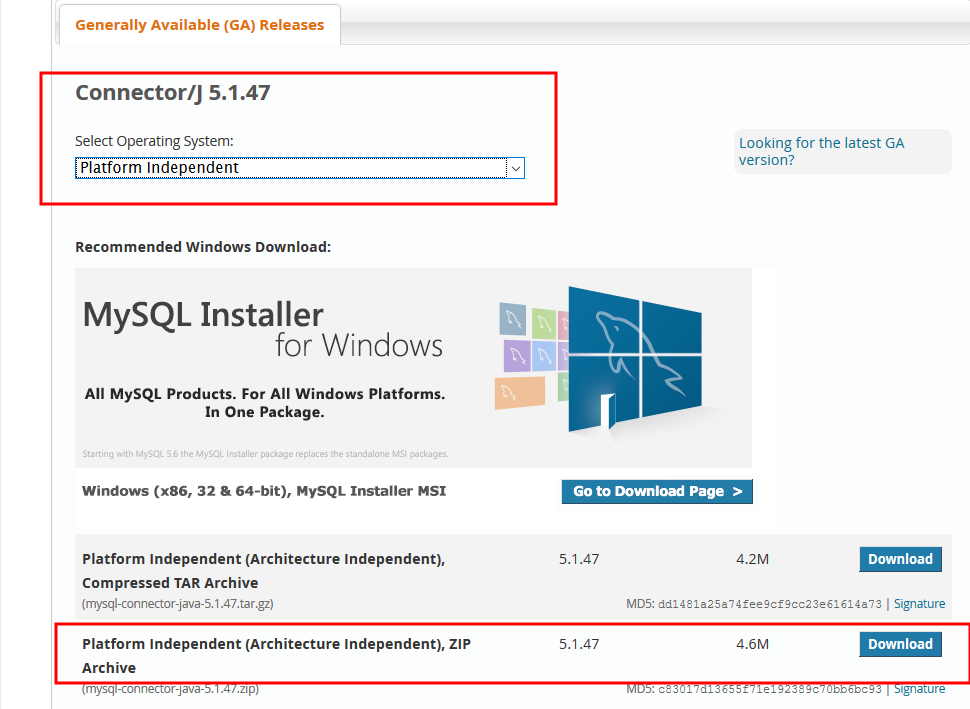 Generally Available (GA) Releases
Connector/J 5.1.47
Select Operating System:
Platform Independent
Looking for the latest GA
version?
Recommended Windows Download:
MySQL Installer
for Windows
All MySQL Products. For All Windows Platforms.
In One Package.
Starting with MySQL 5.6 the MySQL Installer package replaces the standalone MSI packages.
Windows (x86, 32 & 64-bit), MySQL Installer MSI
Go to Download Page >
Platform Independent (Architecture Independent), 5.1.47 4.2M Download
Compressed TAR Archive
(mysql-connector-java-5.1.47.tar.gz) MD5: dd1481a25a74fee9cf9cc23e61614a73 | Signature
Platform Independent (Architecture Independent), ZIP 5.1.47 4.6M Download
Archive
(mysql-connector-java-5.1.47.zip) MD5: c83017d13655f71e192389c70bb6bc93 | Signature